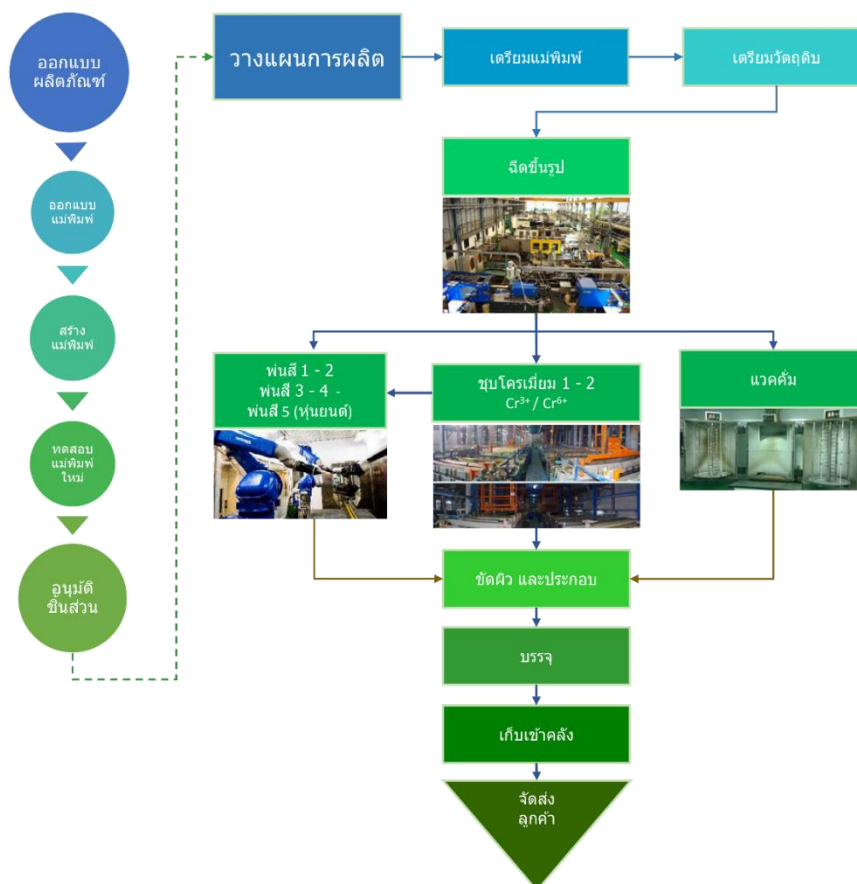 ออกแบบ
ผลิตภัณฑ์
ออกแบบ
แม่พิมพ์
สร้าง
แม่พิมพ์
ทดสอบ
แม่พิมพ์
ใหม่
อนุมัติ
ชิ้นส่วน
วางแผนการผลิต
เตรียมแม่พิมพ์
เตรียมวัตถุดิบ
ฉีดขึ้นรูป
พ่นสี 1 - 2
พ่นสี 3 - 4 -
พ่นสี 5 (หุ่นยนต์)
ชุบโครเมี่ยม 1 - 2
Cr³⁺ / Cr⁶⁺
แวคคั่ม
ขัดผิว และประกอบ
บรรจุ
เก็บเข้าคลัง
จัดส่ง
ลูกค้า